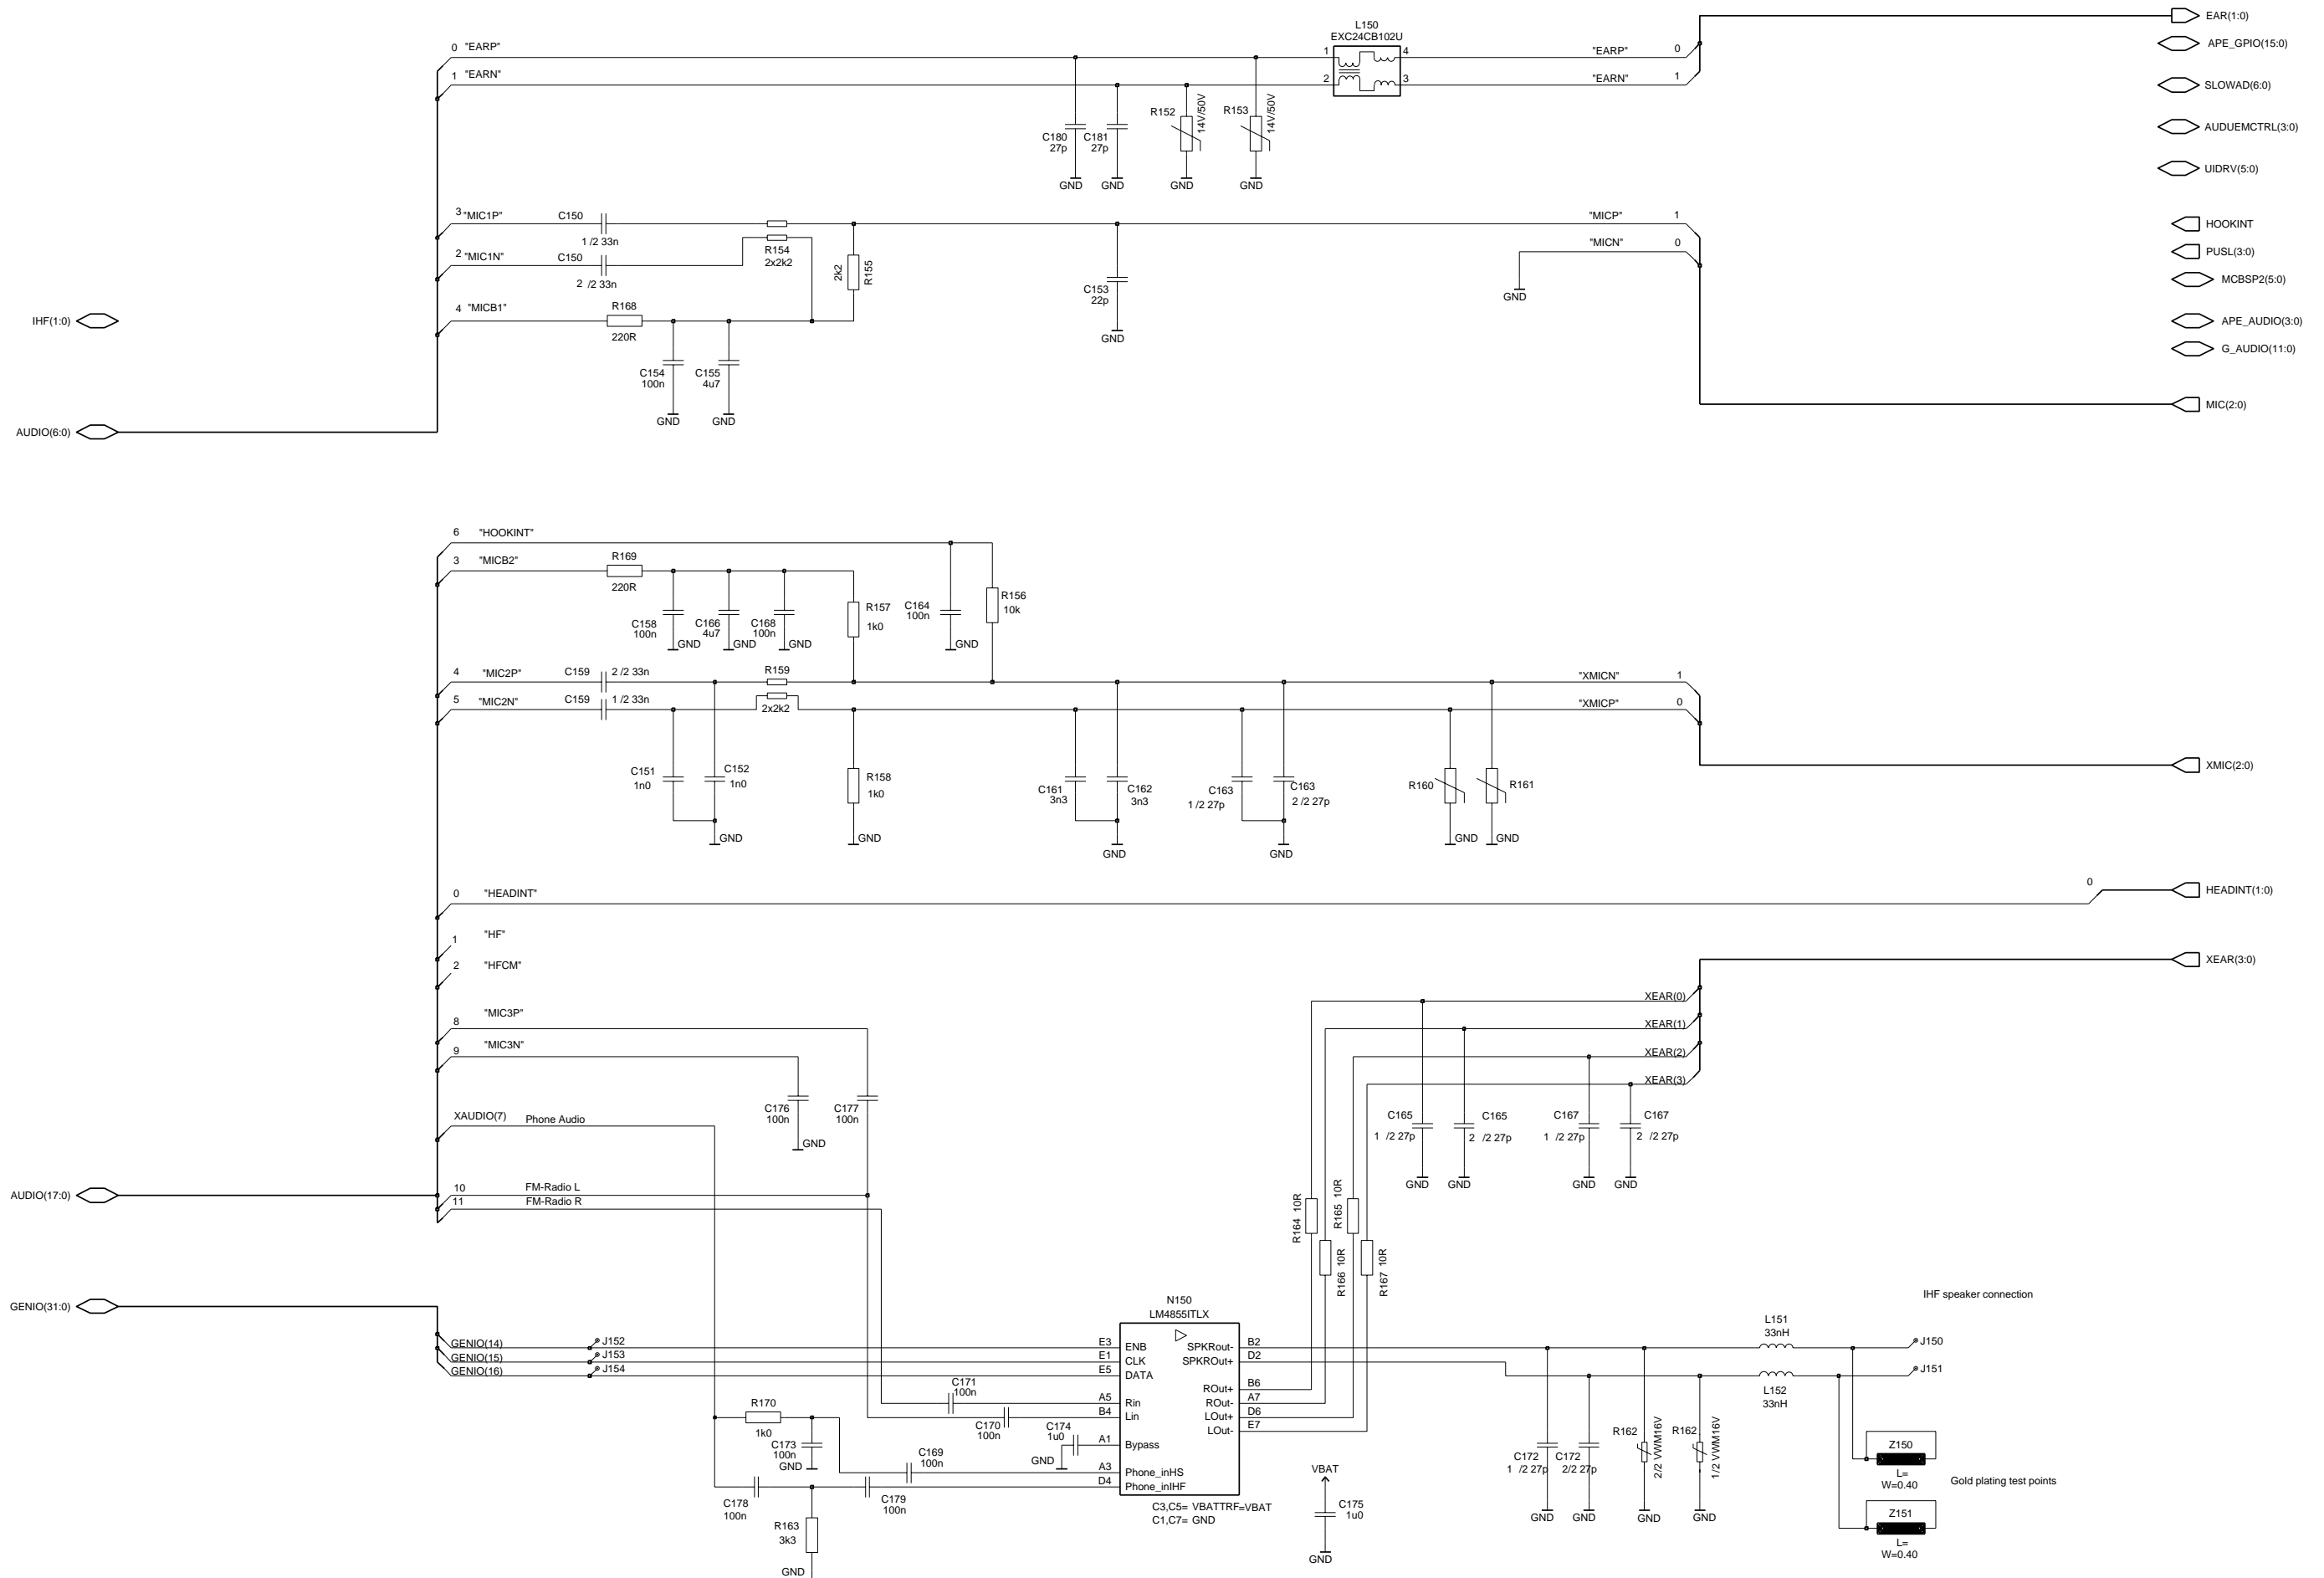 EAR(1:0)
L150
EXC24CB102U
0 "EARP"
1 4
"EARP" 0
APE_GPIO(15:0)
1 "EARN"
2 3
"EARN" 1
SLOWAD(6:0)
R152
14V/50V
R153
14V/50V
C180
27p
C181
27p
AUDUEMCTRL(3:0)
UIDRV(5:0)
GND
GND
GND
GND
3 "MIC1P"
C150
1 /2 33n
"MICP" 1
HOOKINT
2 "MIC1N"
C150
2 /2 33n
R154
2x2k2
2k2
R155
"MICN" 0
GND
PUSL(3:0)
MCBSP2(5:0)
C153
22p
GND
4 "MICB1"
R168
220R
IHF(1:0)
APE_AUDIO(3:0)
G_AUDIO(11:0)
C154
100n
C155
4u7
GND
GND
MIC(2:0)
AUDIO(6:0)
6 "HOOKINT"
3 "MICB2"
R169
220R
C158
100n
GND
C166
4u7
GND
C168
100n
GND
R157
1k0
C164
100n
GND
R156
10k
4 "MIC2P"
C159
2 /2 33n
R159
"XMICN" 1
5 "MIC2N"
C159
1 /2 33n
2x2k2
"XMICP" 0
XMIC(2:0)
C151
1n0
C152
1n0
GND
R158
1k0
GND
C161
3n3
C162
3n3
GND
C163
1 /2 27p
C163
2 /2 27p
GND
R160
GND
R161
GND
0 "HEADINT"
0
HEADINT(1:0)
1 "HF"
2 "HFCM"
XEAR(3:0)
8 "MIC3P"
XEAR(0)
9 "MIC3N"
XEAR(1)
XEAR(2)
XEAR(3)
C176
100n
GND
C177
100n
XAUDIO(7) Phone Audio
C165
1 /2 27p
C165
2 /2 27p
C167
1 /2 27p
C167
2 /2 27p
GND
GND
GND
GND
AUDIO(17:0)
10 FM-Radio L
11 FM-Radio R
R164 10R
R165 10R
R166 10R
R167 10R
GENIO(31:0)
N150
LM4855ITLX
IHF speaker connection
GENIO(14)
J152
E3 ENB
SPKRout- B2
L151
33nH
J150
GENIO(15)
J153
E1 CLK
SPKROut+ D2
J151
GENIO(16)
J154
E5 DATA
L152
33nH
C171
100n
A5 Rin
ROut+ B6
ROut- A7
B4 Lin
LOut+ D6
LOut- E7
R170
1k0
C170
100n
C174
1u0
GND
A1 Bypass
C173
100n
GND
C169
100n
A3 Phone_inHS
D4 Phone_inIHF
C178
100n
C179
100n
R163
3k3
GND
C3,C5= VBATTRF=VBAT
C1,C7= GND
VBAT
C175
1u0
GND
C172
1 /2 27p
C172
2/2 27p
R162
2/2 VWM16V
R162
1/2 VWM16V
GND
GND
GND
GND
Z150
L=
W=0.40
Gold plating test points
Z151
L=
W=0.40